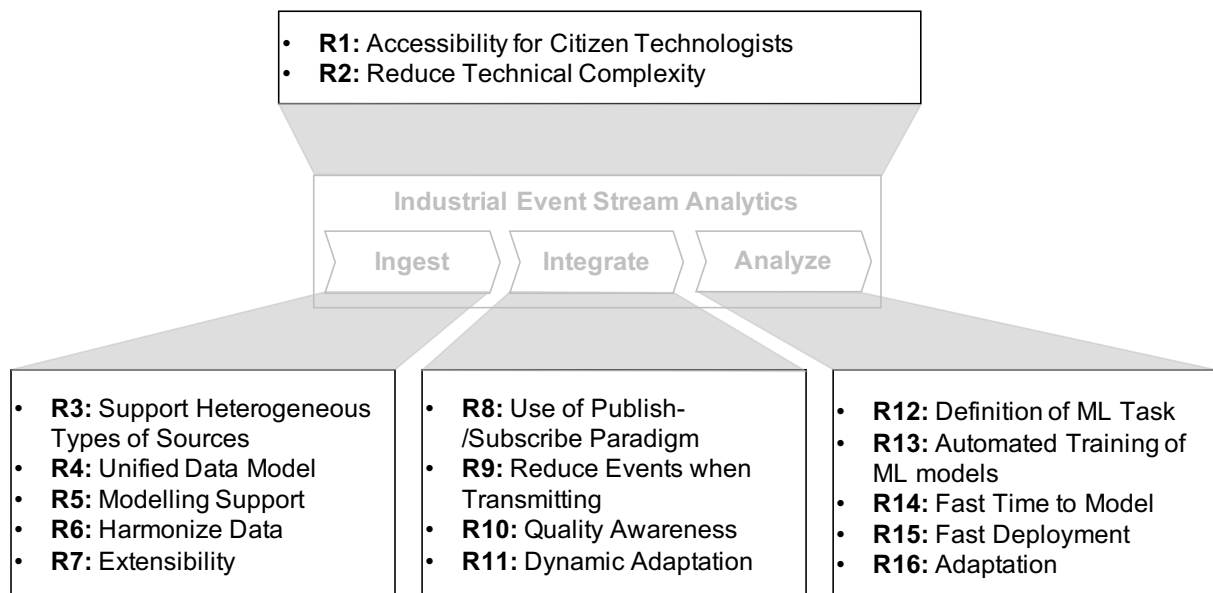 • R1: Accessibility for Citizen Technologists
• R2: Reduce Technical Complexity
Industrial Event Stream Analytics
Ingest
Integrate
Analyze
• R3: Support Heterogeneous
Types of Sources
• R4: Unified Data Model
• R5: Modelling Support
• R6: Harmonize Data
• R7: Extensibility
• R8: Use of Publish-
/Subscribe Paradigm
• R9: Reduce Events when
Transmitting
• R10: Quality Awareness
• R11: Dynamic Adaptation
• R12: Definition of ML Task
• R13: Automated Training of
ML models
• R14: Fast Time to Model
• R15: Fast Deployment
• R16: Adaptation